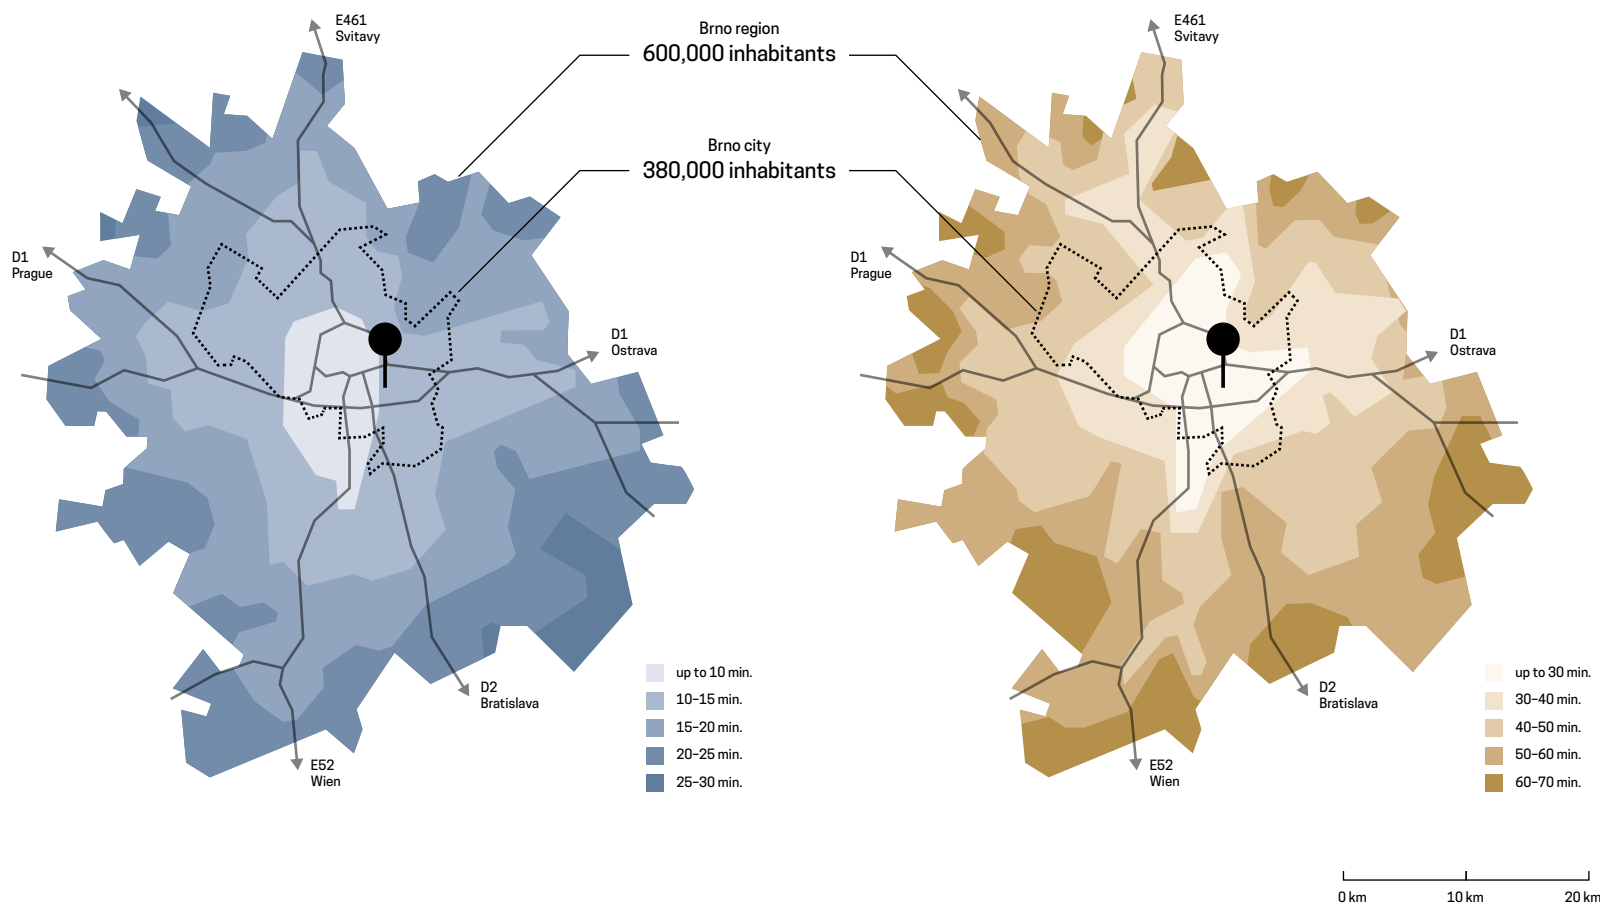 E461
Svitavy
Brno region
600,000 inhabitants
E461
Svitavy
Brno city
380,000 inhabitants
D1
Prague
D1
Prague
D1
Ostrava
D1
Ostrava
D2
Bratislava
D2
Bratislava
E52
Wien
E52
Wien
up to 10 min.
10–15 min.
15–20 min.
20–25 min.
25–30 min.
up to 30 min.
30–40 min.
40–50 min.
50–60 min.
60–70 min.
0 km 10 km 20 km